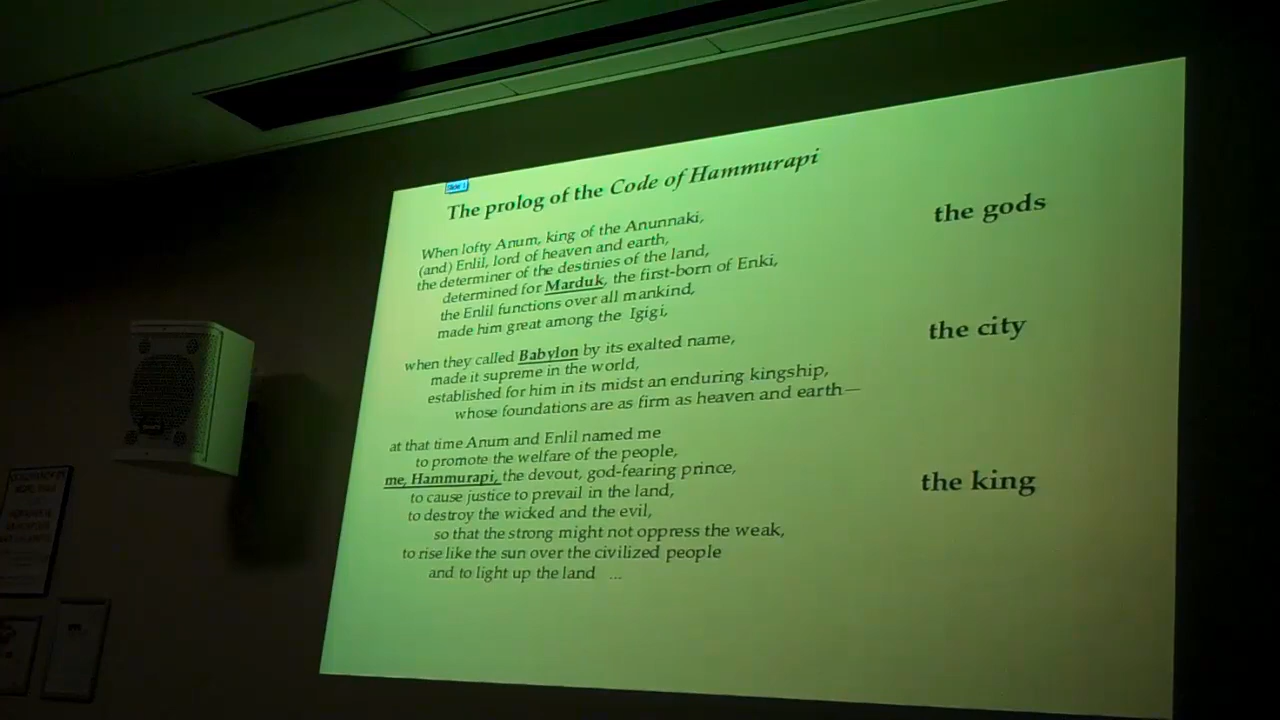 Slide 1
The prolog of the Code of Hammurapi
When lofty Anum, king of the Anunnaki,
(and) Enlil, lord of heaven and earth,
the determiner of the destinies of the land,
determined for Marduk, the first-born of Enki,
the Enlil functions over all mankind,
made him great among the Igigi,
the gods
when they called Babylon by its exalted name,
made it supreme in the world,
established for him in its midst an enduring kingship,
whose foundations are as firm as heaven and earth—
the city
at that time Anum and Enlil named me
to promote the welfare of the people,
me, Hammurapi, the devout, god-fearing prince,
to cause justice to prevail in the land,
to destroy the wicked and the evil,
so that the strong might not oppress the weak,
to rise like the sun over the civilized people
and to light up the land ...
the king